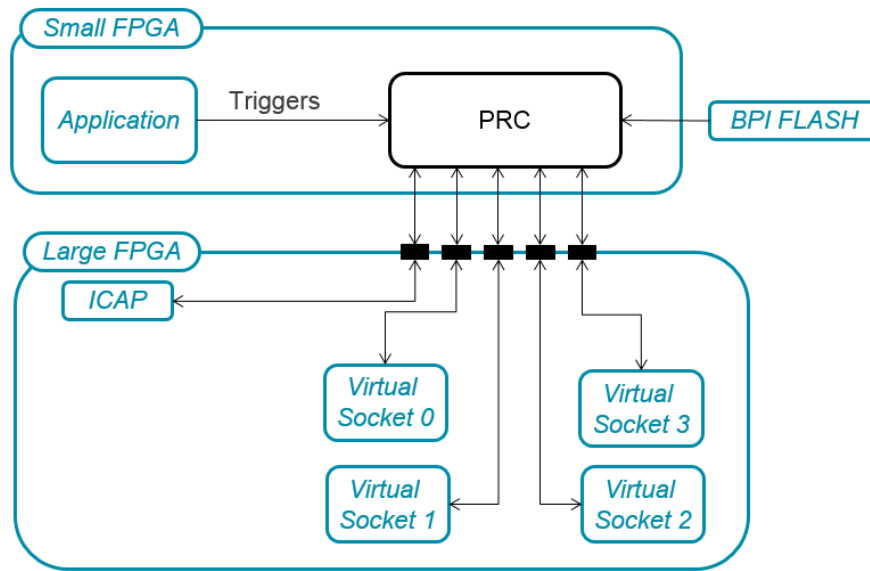 Small FPGA
Application
Triggers
PRC
BPI FLASH
Large FPGA
ICAP
Virtual
Socket 0
Virtual
Socket 3
Virtual
Socket 1
Virtual
Socket 2